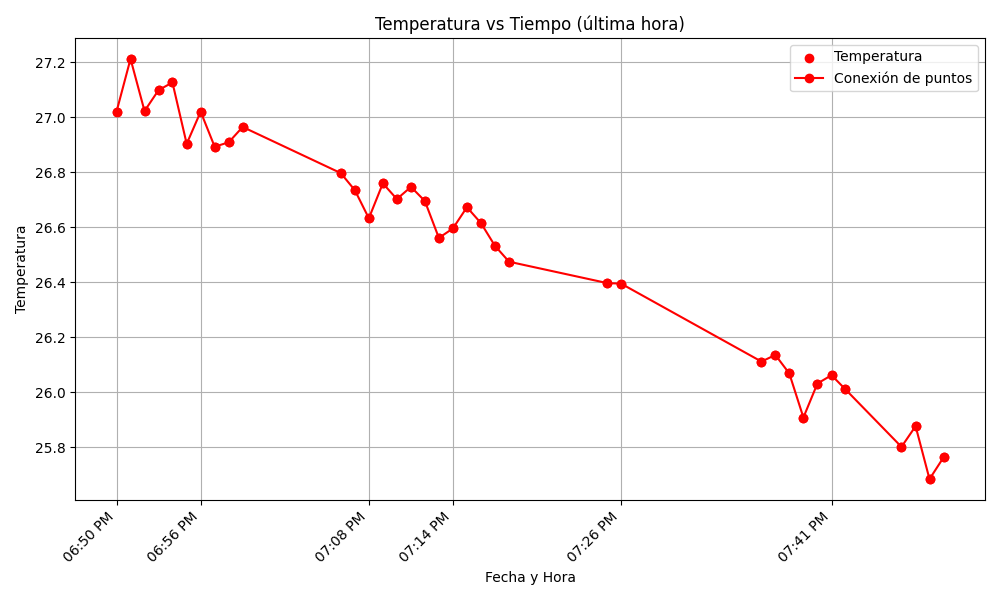 Temperatura vs Tiempo (última hora)
Temperatura
Conexión de puntos
27.2
27.0
26.8
26.6
26.4
26.2
26.0
25.8
Temperatura
06:50 PM
06:56 PM
07:08 PM
07:14 PM
07:26 PM
07:41 PM
Fecha y Hora